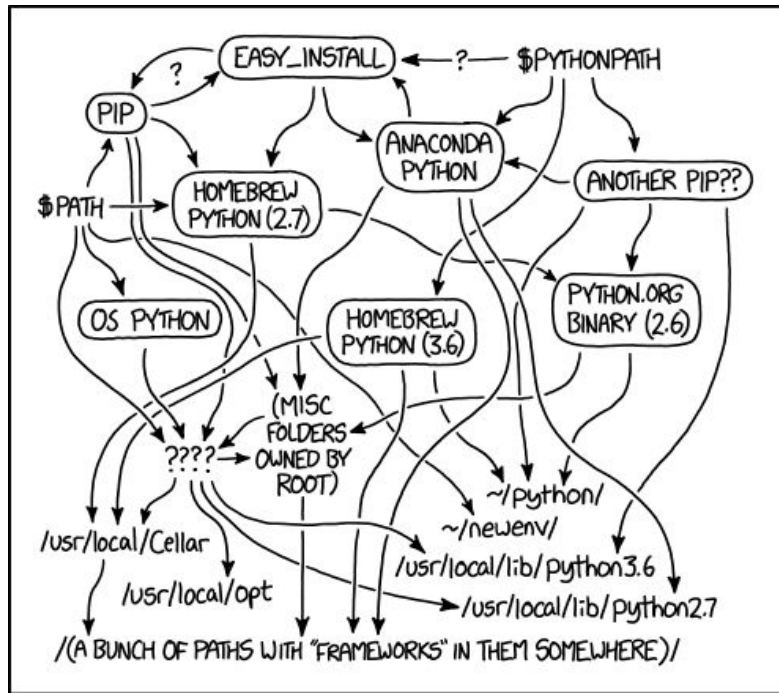 EASY_INSTALL
?
?
$PYTHONPATH
PIP
ANACONDA
PYTHON
ANOTHER PIP??
HOMEBREW
PYTHON (2.7)
$PATH
OS PYTHON
HOMEBREW
PYTHON (3.6)
PYTHON.ORG
BINARY (2.6)
(MISC
FOLDERS
OWNED BY
ROOT)
????
~/python/
~/newenv/
/usr/local/Cellar
/usr/local/lib/python3.6
/usr/local/opt
/usr/local/lib/python2.7
/(A BUNCH OF PATHS WITH "FRAMEWORKS" IN THEM SOMEWHERE)/